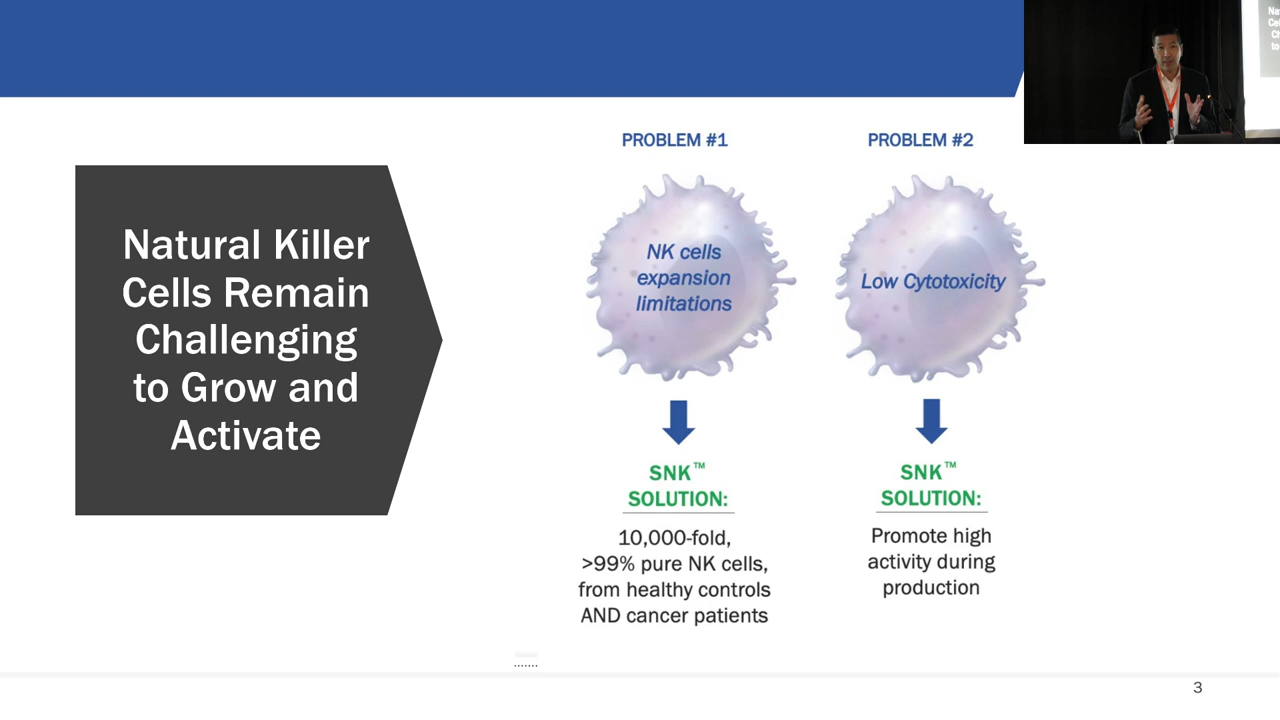 Natural Killer
Cells Remain
Challenging
to Grow and
Activate
PROBLEM #1
NK cells
expansion
limitations
SNK™
SOLUTION:
10,000-fold,
>99% pure NK cells,
from healthy controls
AND cancer patients
PROBLEM #2
Low Cytotoxicity
SNK™
SOLUTION:
Promote high
activity during
production
.......
3